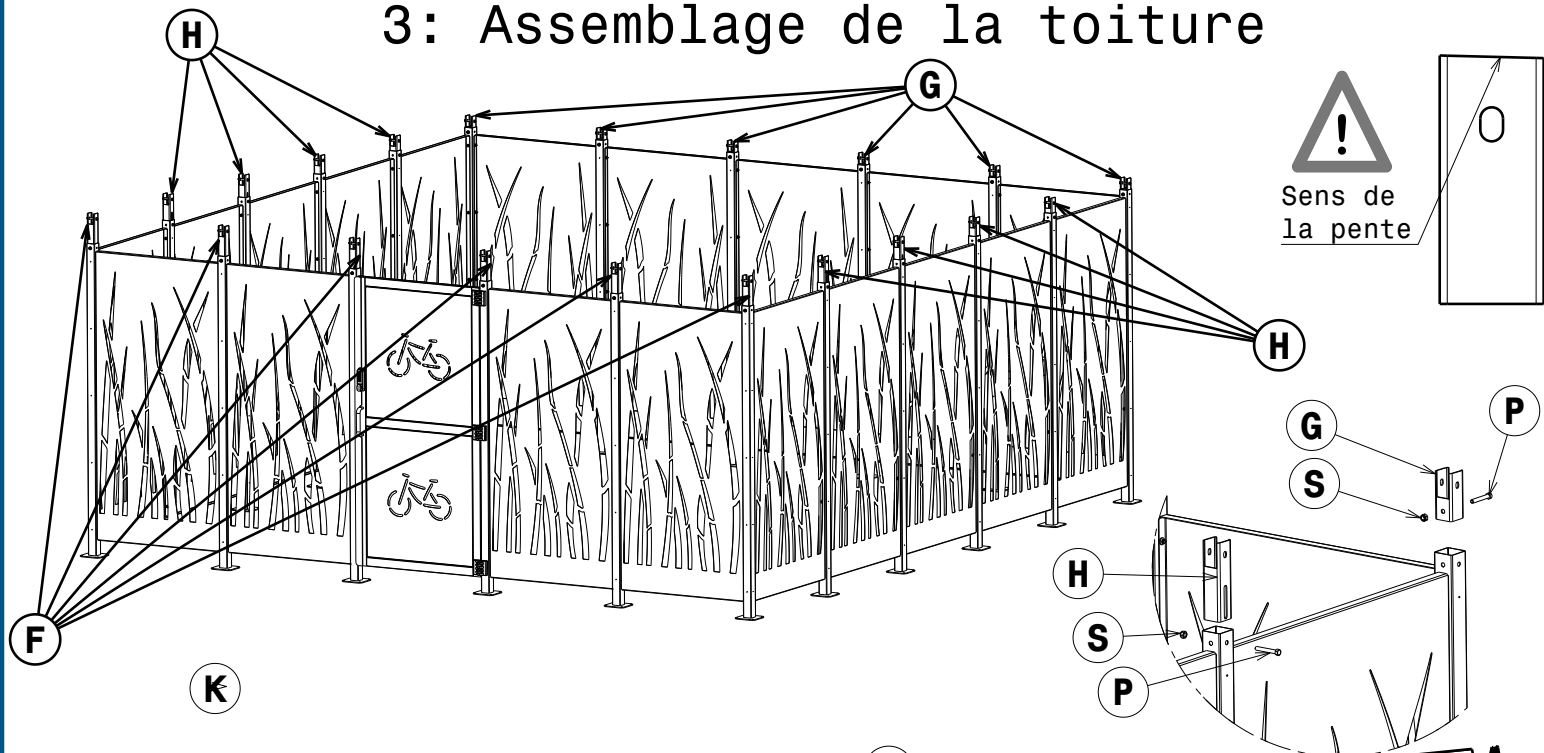 3: Assemblage de la toiture
H
G
!
Sens de
la pente
H
G
P
S
H
S
P
F
K